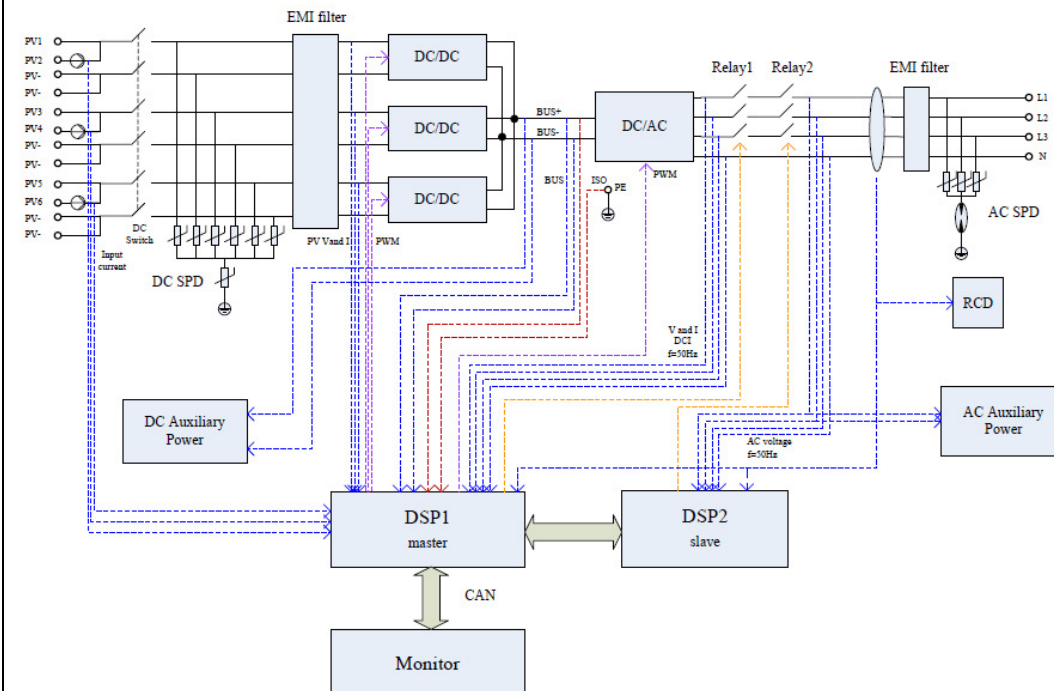 EMI filter
PV1
PV2
PV-
PV-
PV3
PV4
PV-
PV-
PV5
PV6
PV-
PV-
DC
Switch
Input
current
DC SPD
PV Vand I
PWM
DC/DC
DC/DC
DC/DC
BUS+
BUS-
BUS
DC/AC
ISO
PE
PWM
Relay1
Relay2
EMI filter
L1
L2
L3
N
AC SPD
RCD
V and I
DCI
f=50Hz
DC Auxiliary
Power
AC Auxiliary
Power
AC voltage
f=50Hz
DSP1
master
DSP2
slave
CAN
Monitor